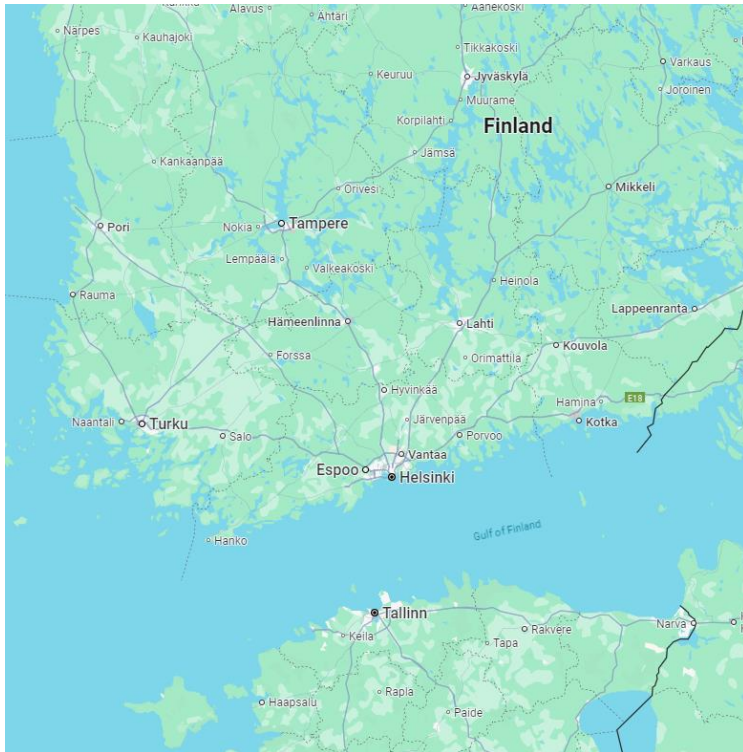 Alavus
Ähtäri
Äänekoski
Närpes
Kauhajoki
Tikkakoski
Varkaus
Keuruu
Jyväskylä
Joroinen
Muurame
Korpilahti
Finland
Jämsä
Kankaanpää
Orivesi
Mikkeli
Pori
Nokia
Tampere
Lempäälä
Valkeakoski
Heinola
Rauma
Lappeenranta
Hämeenlinna
Lahti
Kouvola
Forssa
Orimattila
Hyvinkää
E18
Hamina
Naantali
Turku
Järvenpää
Kotka
Salo
Porvoo
Vantaa
Espoo
Helsinki
Gulf of Finland
Hanko
Tallinn
Narva
Keila
Rakvere
Tapa
Rapla
Haapsalu
Paide